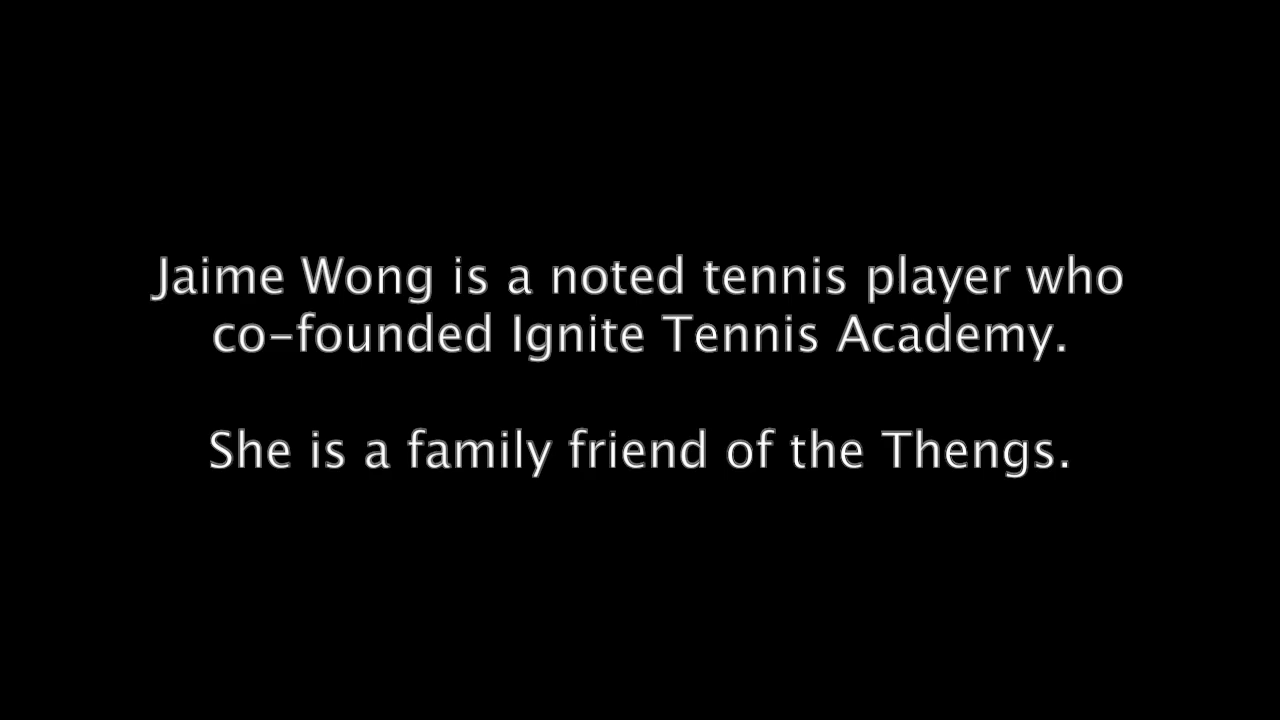 Jaime Wong is a noted tennis player who
co-founded Ignite Tennis Academy.
She is a family friend of the Thengs.